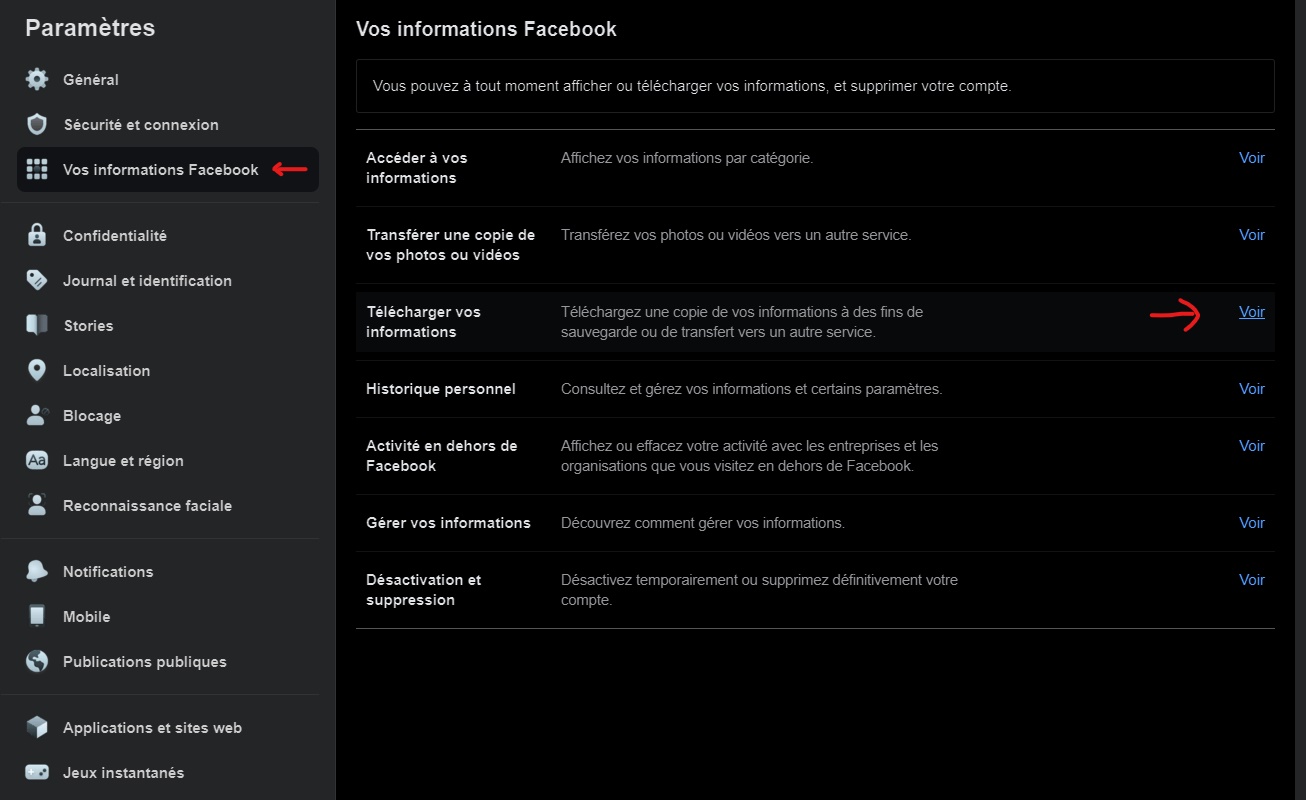 Paramètres
Général
Sécurité et connexion
Vos informations Facebook
Confidentialité
Journal et identification
Stories
Localisation
Blocage
Aa Langue et région
Reconnaissance faciale
Notifications
Mobile
Publications publiques
Applications et sites web
Jeux instantanés
Vos informations Facebook
Vous pouvez à tout moment afficher ou télécharger vos informations, et supprimer votre compte.
Accéder à vos
informations
Affichez vos informations par catégorie.
Voir
Transférer une copie de
vos photos ou vidéos
Transférez vos photos ou vidéos vers un autre service.
Voir
Télécharger vos
informations
Téléchargez une copie de vos informations à des fins de
sauvegarde ou de transfert vers un autre service.
Voir
Historique personnel
Consultez et gérez vos informations et certains paramètres.
Voir
Activité en dehors de
Facebook
Affichez ou effacez votre activité avec les entreprises et les
organisations que vous visitez en dehors de Facebook.
Voir
Gérer vos informations
Découvrez comment gérer vos informations.
Voir
Désactivation et
suppression
Désactivez temporairement ou supprimez définitivement votre
compte.
Voir